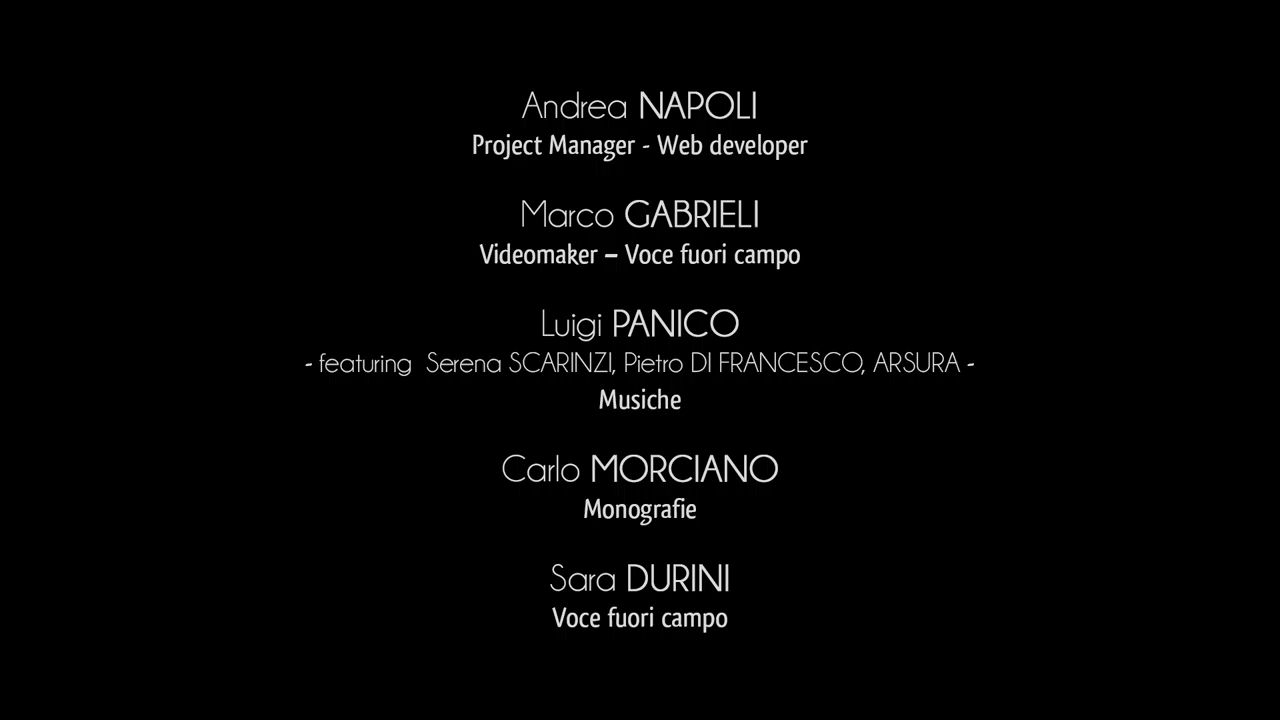 Andrea NAPOLI
Project Manager - Web developer
Marco GABRIELI
Videomaker – Voce fuori campo
Luigi PANICO
- featuring  Serena SCARINZI, Pietro DI FRANCESCO, ARSURA -
Musiche
Carlo MORCIANO
Monografie
Sara DURINI
Voce fuori campo